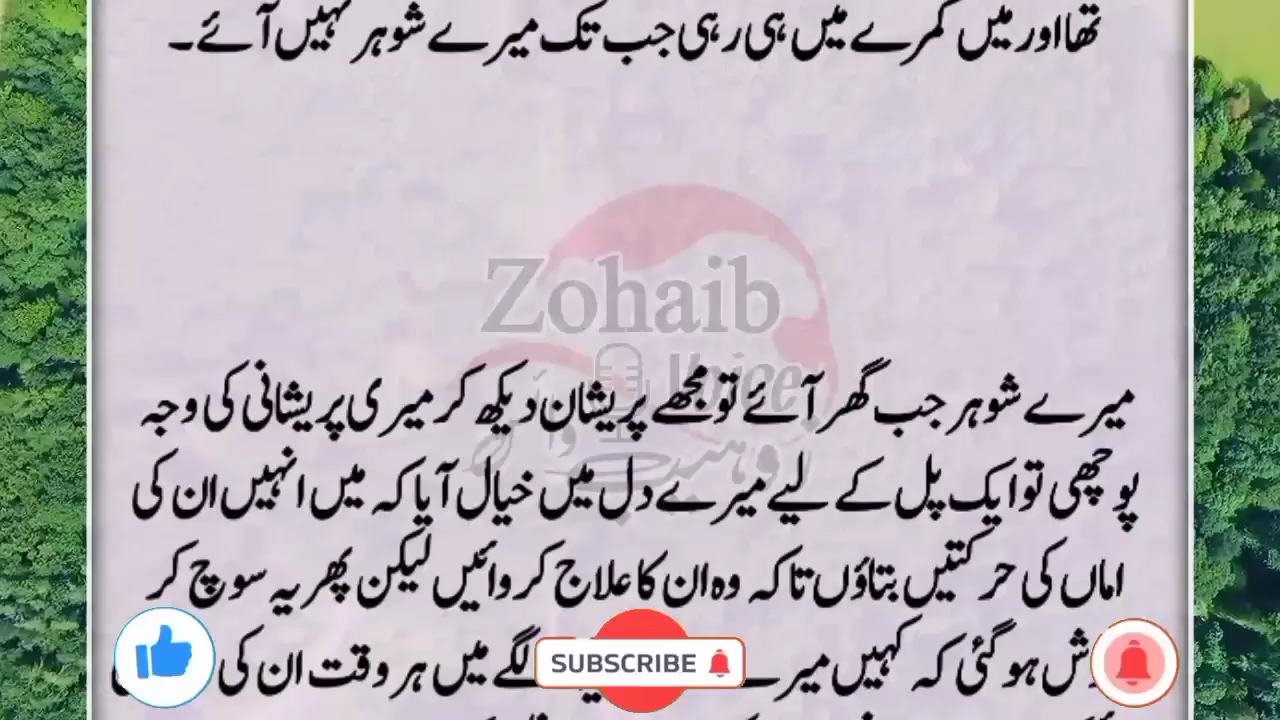 تھا اور میں کمرے میں ہی رہی جب تک میرے شوہر نہیں آئے۔
Zohaib
Voice
میرے شوہر جب گھر آئے تو مجھے پریشان دیکھ کر میری پریشانی کی وجہ
پوچھی تو ایک پل کے لیے میرے دل میں خیال آیا کہ میں انہیں ان کی
اماں کی حرکتیں بتاؤں تاکہ وہ ان کا علاج کروائیں لیکن پھر یہ سوچ کر
ہو گئی کہ کہیں میرے لگے میں ہر وقت ان کی
SUBSCRIBE